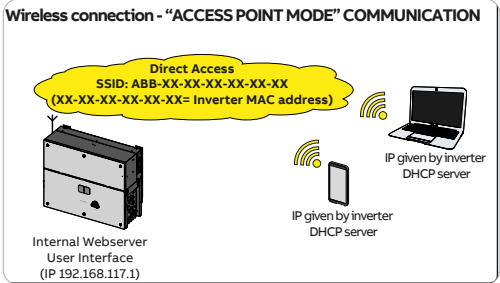 Wireless connection - “ACCESS POINT MODE” COMMUNICATION
Direct Access
SSID: ABB-XX-XX-XX-XX-XX-XX
(XX-XX-XX-XX-XX-XX= Inverter MAC address)
IP given by inverter
DHCP server
IP given by inverter
DHCP server
Internal Webserver
User Interface
(IP 192.168.117.1)